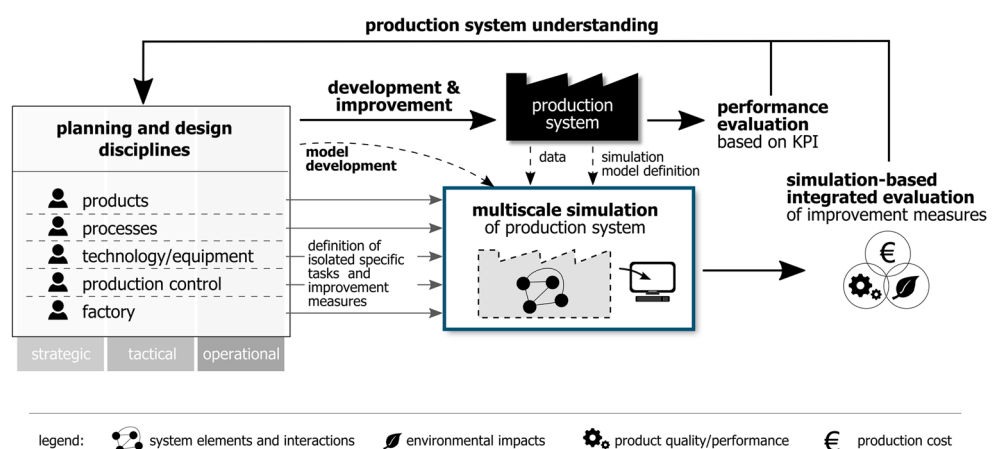 production system understanding
development &
improvement
production
system
performance
evaluation
based on KPI
planning and design
disciplines
model
development
data
simulation
model definition
products
processes
technology/equipment
production control
factory
definition of
isolated specific
tasks and
improvement
measures
multiscale simulation
of production system
simulation-based
integrated evaluation
of improvement measures
€
strategic
tactical
operational
legend:
system elements and interactions
environmental impacts
product quality/performance
€
production cost